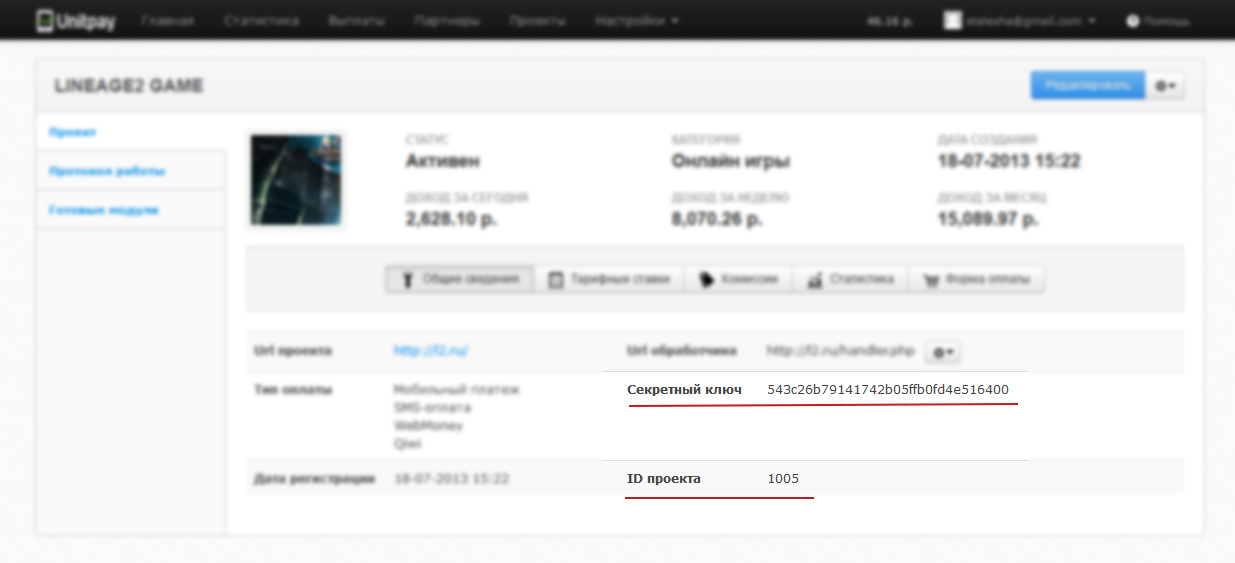 Unitpay Главная Статистика Выплаты Партнеры Проекты Настройки 46.16 р. Помощь
LINEAGE2 GAME
Редактировать
Проект
Протокол работы
Готовые модули
СТАТУС КАТЕГОРИЯ ДАТА СОЗДАНИЯ
Активен Онлайн игры 18-07-2013 15:22
ДОХОД ЗА СЕГОДНЯ ДОХОД ЗА НЕДЕЛЮ ДОХОД ЗА МЕСЯЦ
2,628.10 р. 8,070.26 р. 15,089.97 р.
Общие сведения Тарифные ставки Комиссии Статистика Форма оплаты
Url проекта http://l2.ru/ Url обработчика http://l2.ru/handler.php
Тип оплаты Мобильный платеж Секретный ключ 543c26b79141742b05ffb0fd4e516400
SMS-оплата
WebMoney
Qiwi
Дата регистрации 18-07-2013 15:22 ID проекта 1005